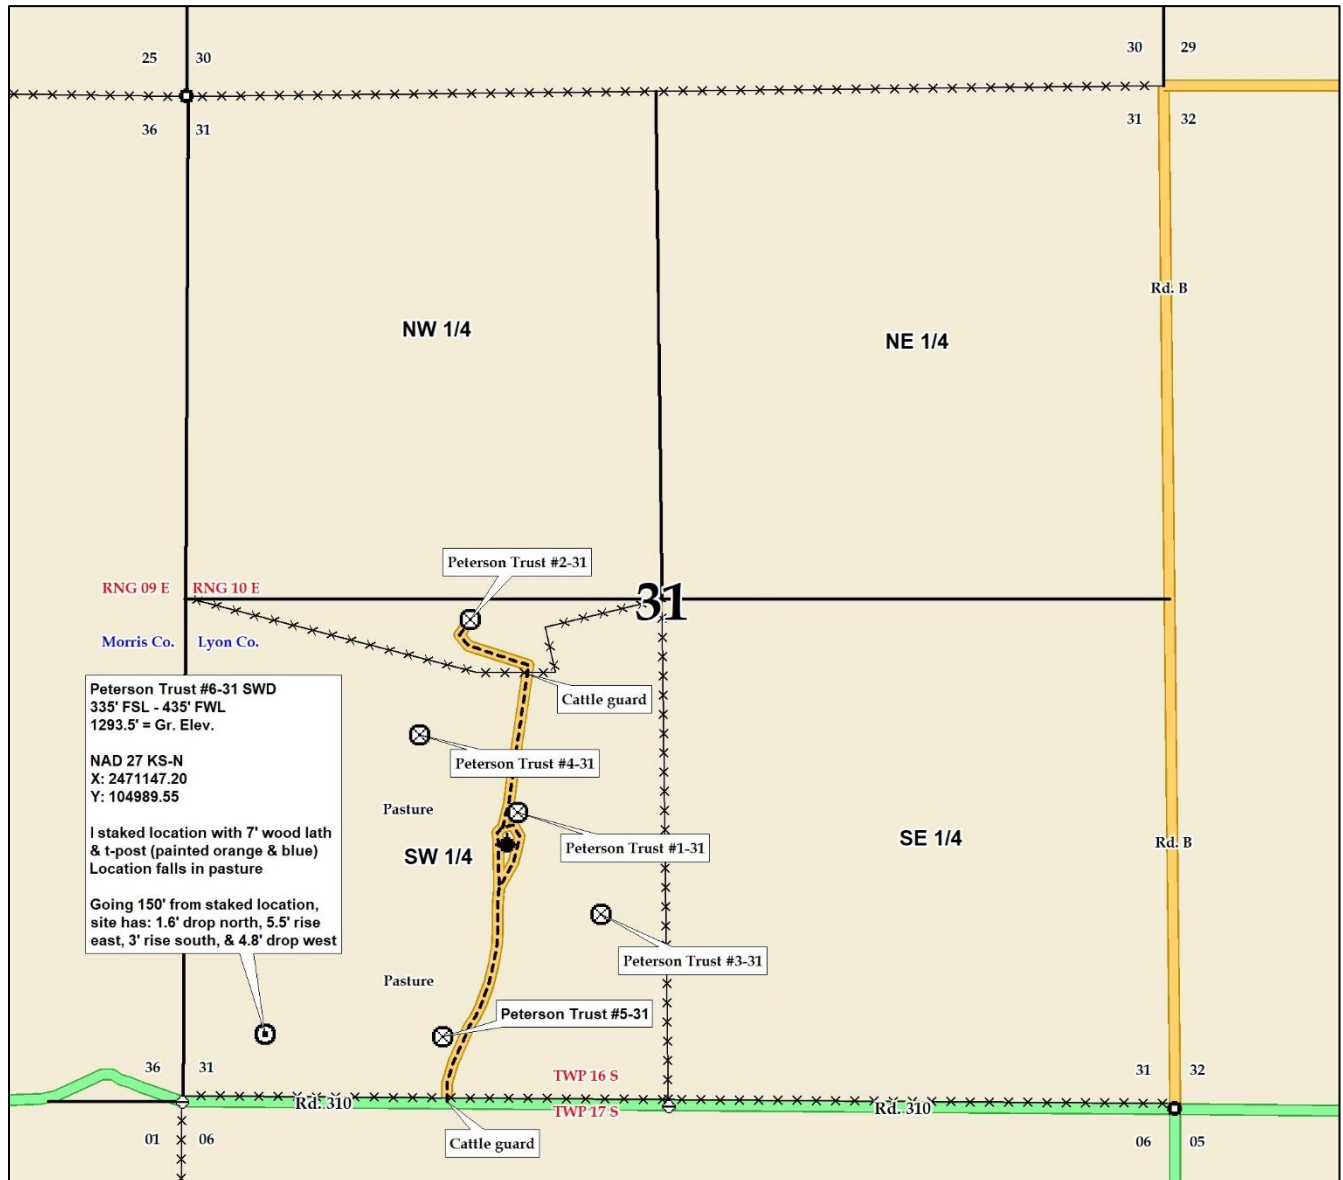 25 30
30 29
36 31
31 32
Rd. B
NW 1/4
NE 1/4
Peterson Trust #2-31
RNG 09 E RNG 10 E
31
Morris Co. Lyon Co.
Cattle guard
Peterson Trust #6-31 SWD
335' FSL - 435' FWL
1293.5' = Gr. Elev.
NAD 27 KS-N
X: 2471147.20
Y: 104989.55
I staked location with 7' wood lath
& t-post (painted orange & blue)
Location falls in pasture
Going 150' from staked location,
site has: 1.6' drop north, 5.5' rise
east, 3' rise south, & 4.8' drop west
Peterson Trust #4-31
Pasture
Peterson Trust #1-31
SW 1/4
SE 1/4
Rd. B
Peterson Trust #3-31
Pasture
Peterson Trust #5-31
36 31
TWP 16 S
31 32
Rd. 310
TWP 17 S
Rd. 310
01 06
Cattle guard
06 05